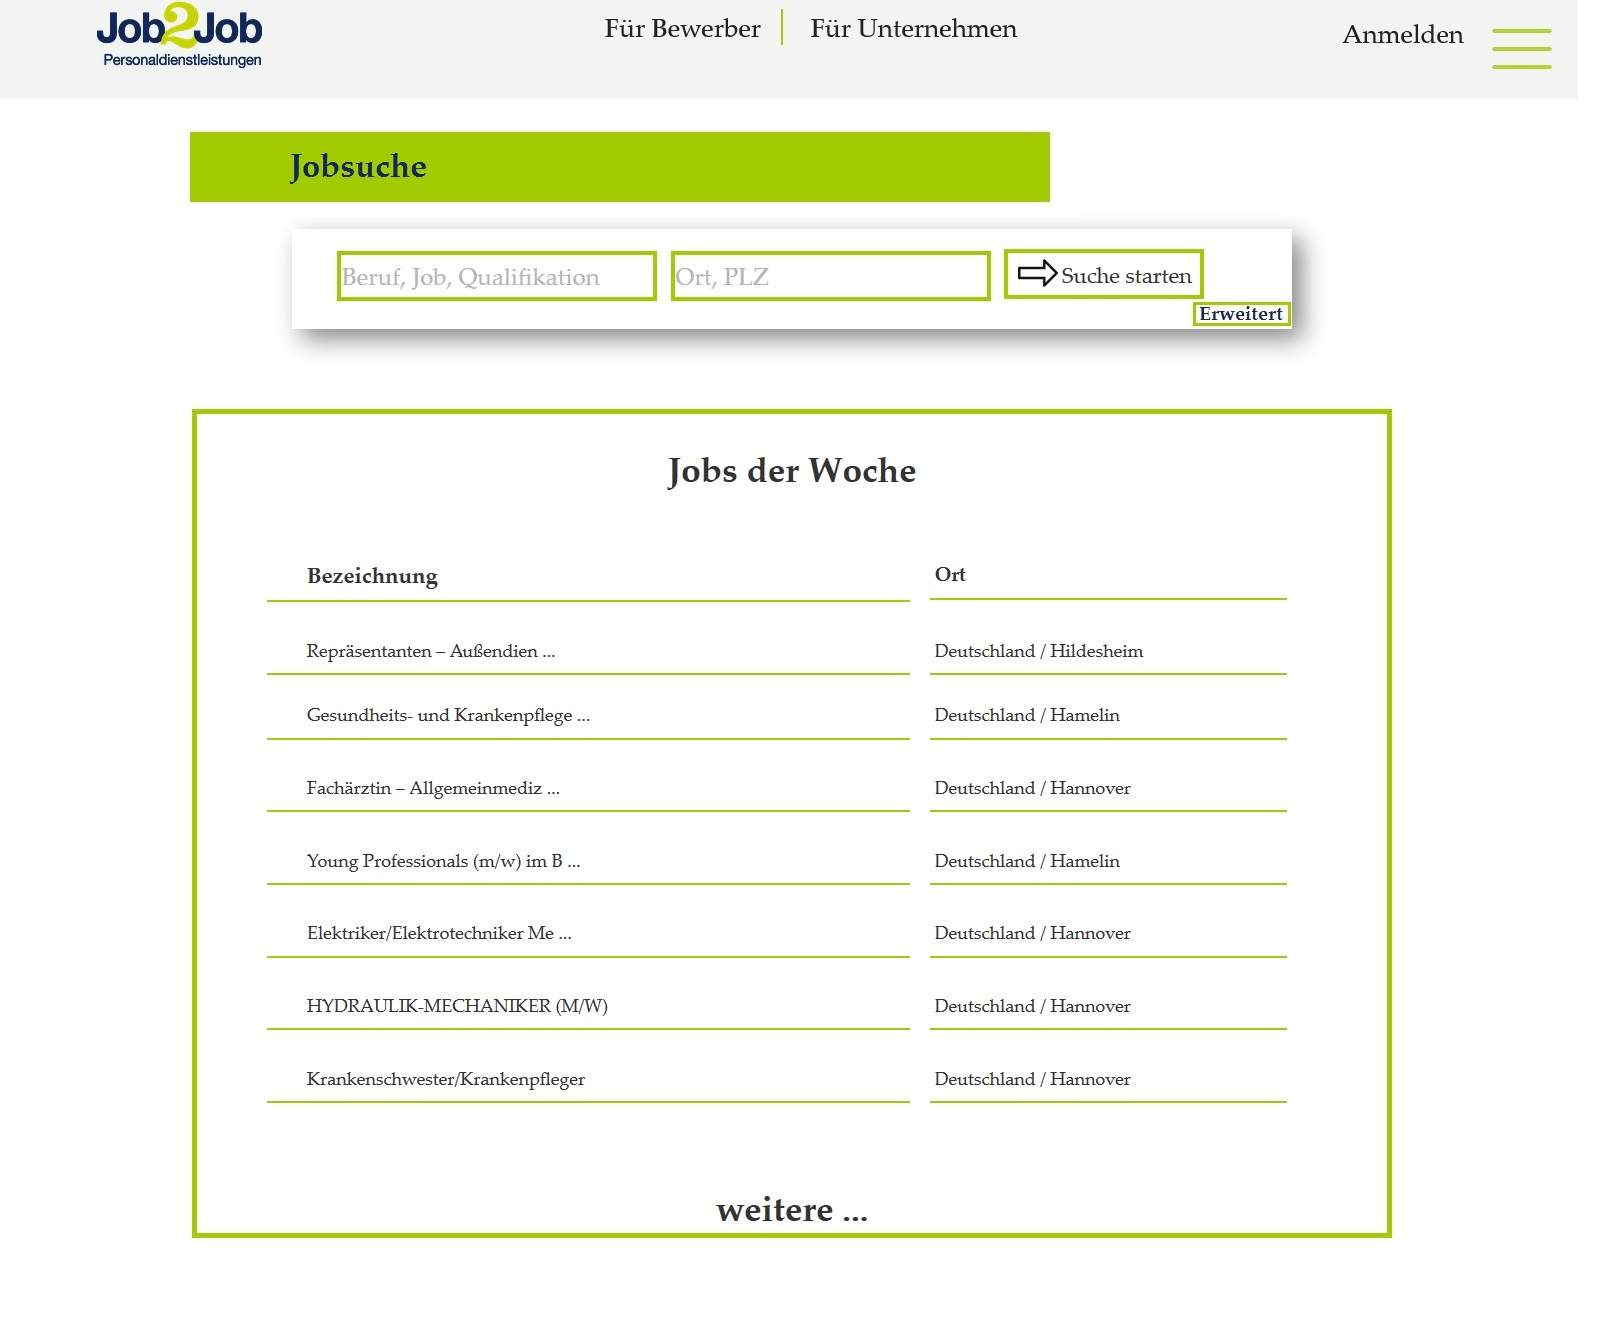 Job2Job
Personaldienstleistungen
Für Bewerber
Für Unternehmen
Anmelden
Jobsuche
Beruf, Job, Qualifikation
Ort, PLZ
Suche starten
Erweitert
Jobs der Woche
Bezeichnung Ort
Repräsentanten – Außendien ... Deutschland / Hildesheim
Gesundheits- und Krankenpflege ... Deutschland / Hamelin
Fachärztin – Allgemeinmediz ... Deutschland / Hannover
Young Professionals (m/w) im B ... Deutschland / Hamelin
Elektriker/Elektrotechniker Me ... Deutschland / Hannover
HYDRAULIK-MECHANIKER (M/W) Deutschland / Hannover
Krankenschwester/Krankenpfleger Deutschland / Hannover
weitere ...